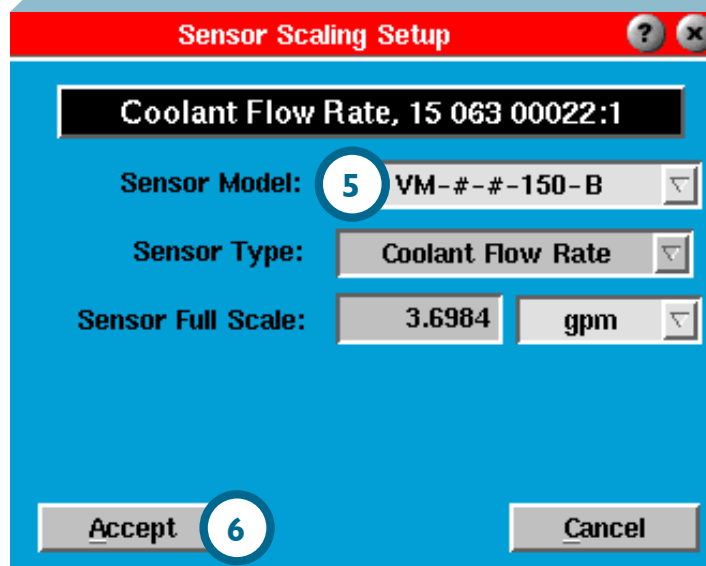 Sensor Scaling Setup ? ×
Coolant Flow Rate, 15 063 00022:1
Sensor Model: 5 VM-#-#-150-B
Sensor Type: Coolant Flow Rate
Sensor Full Scale: 3.6984 gpm
Accept 6 Cancel